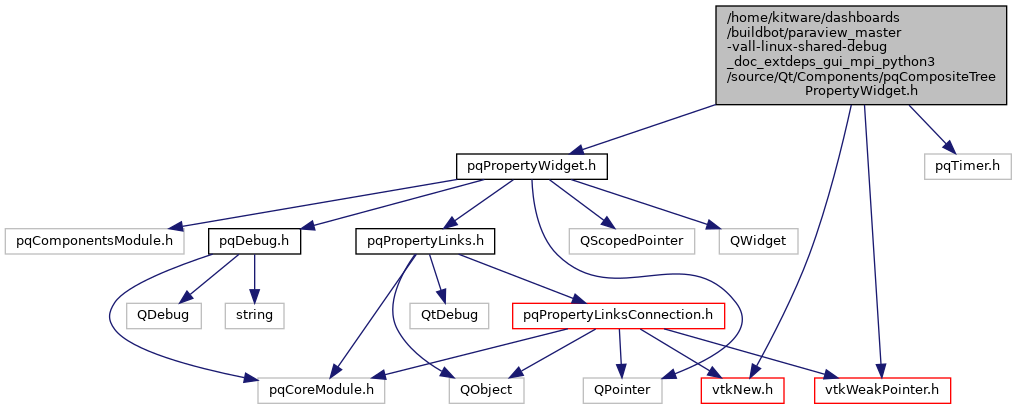 /home/kitware/dashboards
/buildbot/paraview_master
-vall-linux-shared-debug
_doc_extdeps_gui_mpi_python3
/source/Qt/Components/pqCompositeTree
PropertyWidget.h
pqPropertyWidget.h
pqTimer.h
pqComponentsModule.h
pqDebug.h
pqPropertyLinks.h
QScopedPointer
QWidget
QDebug
string
QtDebug
pqPropertyLinksConnection.h
pqCoreModule.h
QObject
QPointer
vtkNew.h
vtkWeakPointer.h